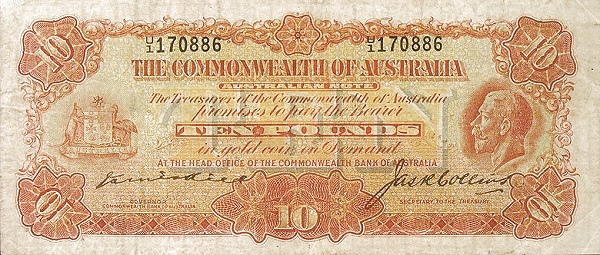 10 10
U/1 170886 U/1 170886
THE COMMONWEALTH OF AUSTRALIA
AUSTRALIAN NOTE
The Treasurer of the Commonwealth of Australia
promises to pay the Bearer
TEN POUNDS
in gold coin on Demand
AT THE HEAD OFFICE OF THE COMMONWEALTH BANK OF AUSTRALIA
Jas R Collins
GOVERNOR
COMMONWEALTH BANK OF AUSTRALIA
SECRETARY TO THE TREASURY
10 10 10